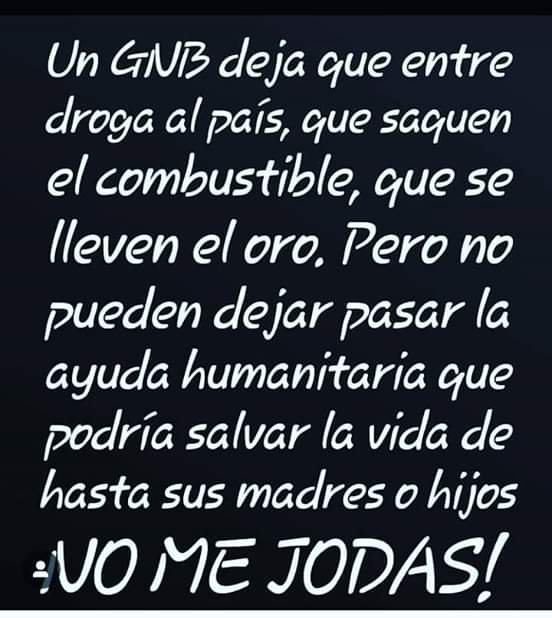 Un GNB deja que entre
droga al país, que saquen
el combustible, que se
lleven el oro. Pero no
pueden dejar pasar la
ayuda humanitaria que
podría salvar la vida de
hasta sus madres o hijos
¡NO ME JODAS!